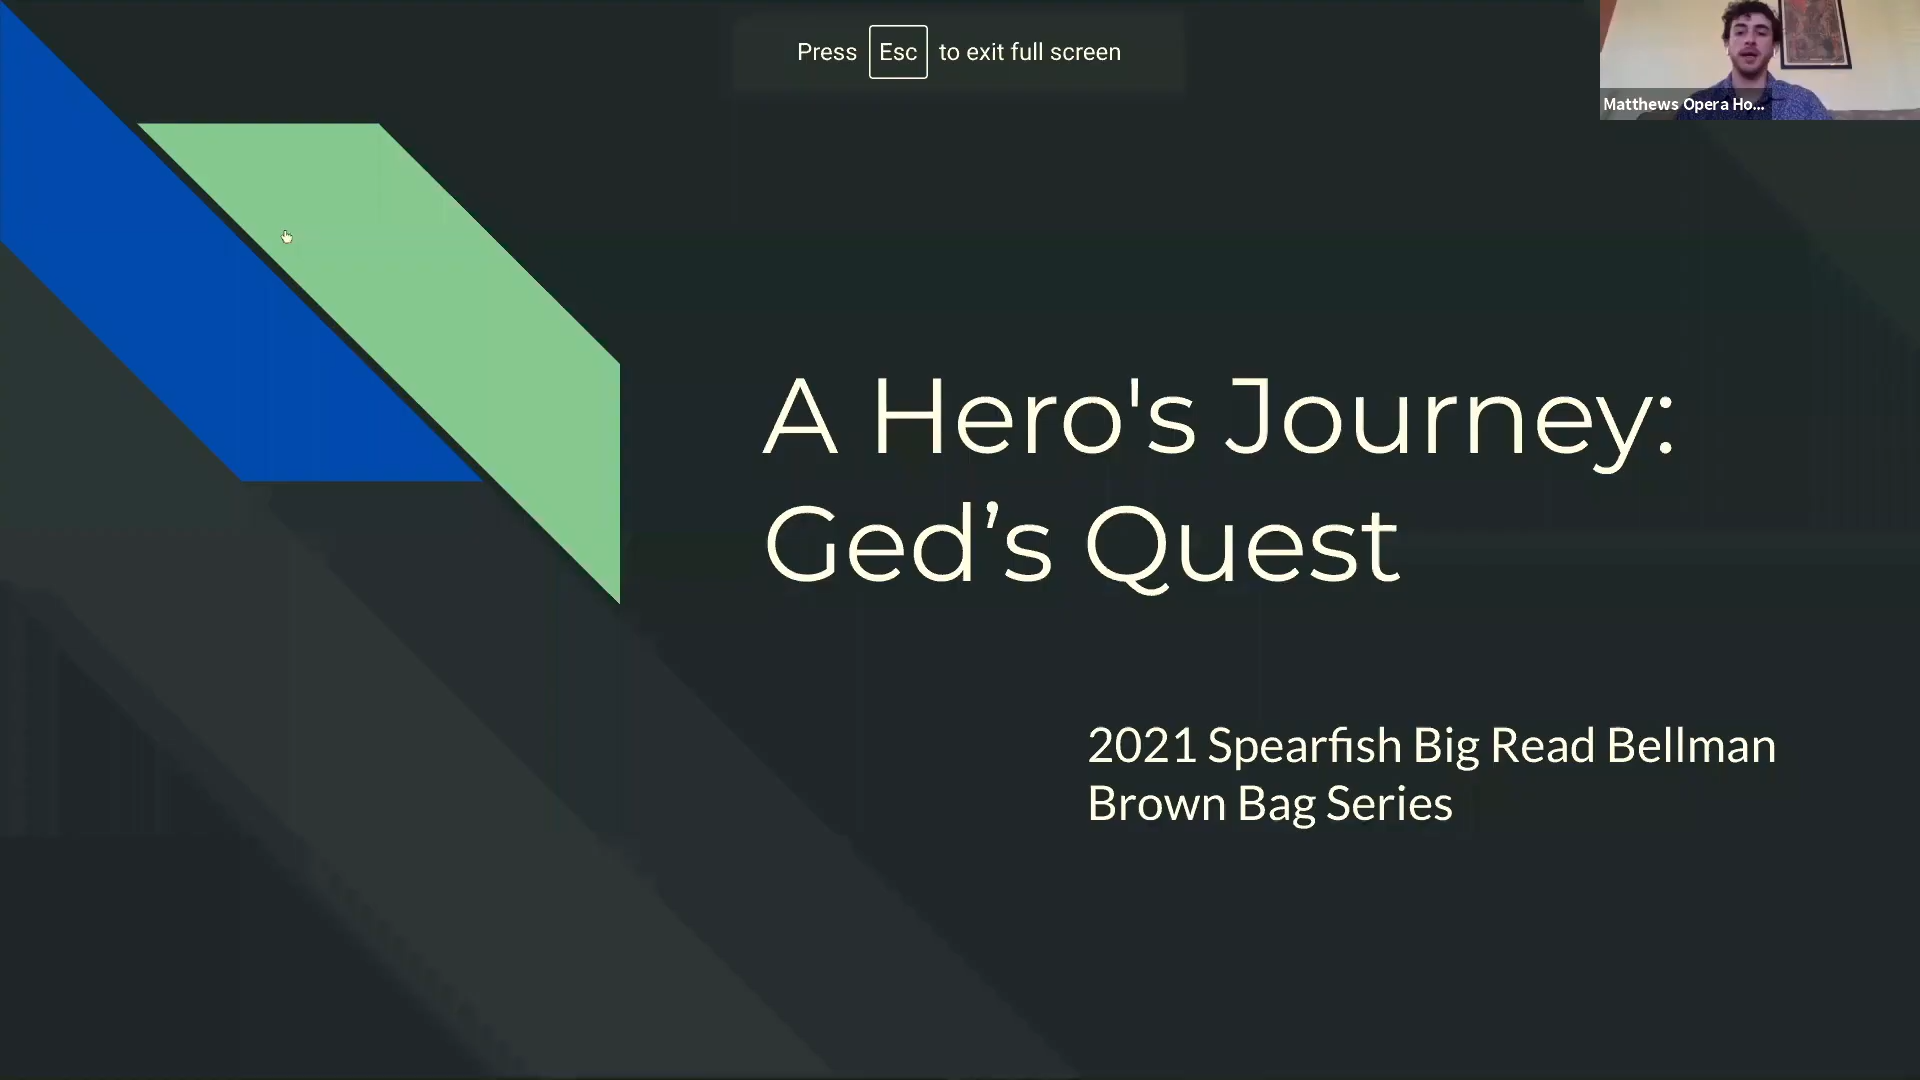 Press Esc to exit full screen
Matthews Opera Ho...
A Hero's Journey:
Ged’s Quest
2021 Spearfish Big Read Bellman
Brown Bag Series